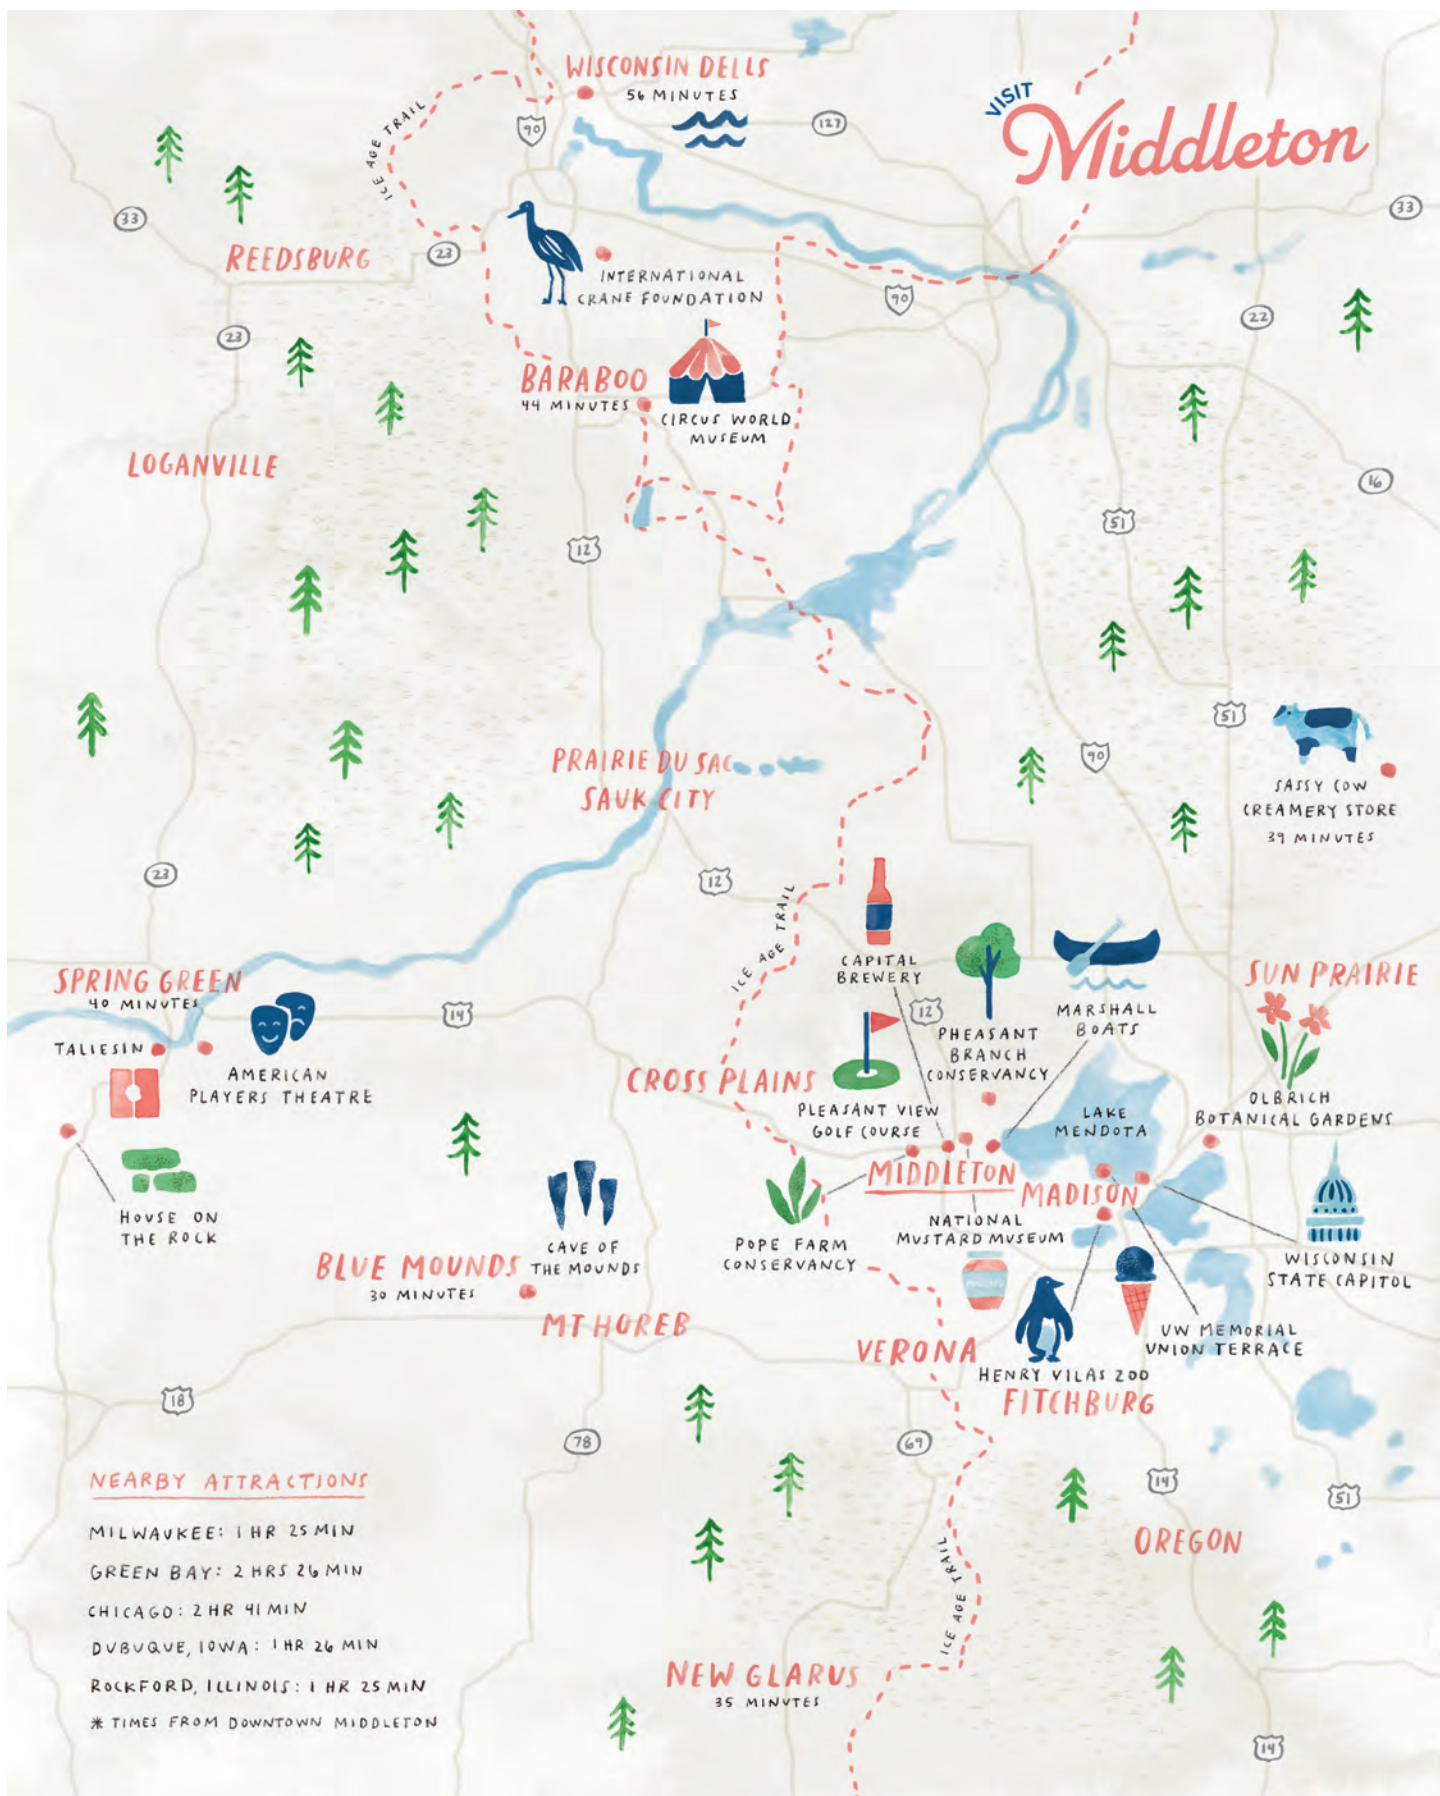 WISCONSIN DELLS
56 MINUTES
VISIT
Middleton
ICE AGE TRAIL
90
127
33
33
23
REEDSBURG
INTERNATIONAL
CRANE FOUNDATION
90
22
23
BARABOO
44 MINUTES
CIRCUS WORLD
MUSEUM
LOGANVILLE
16
51
12
51
PRAIRIE DU SAC
SAUK CITY
90
SASSY COW
CREAMERY STORE
39 MINUTES
23
12
ICE AGE TRAIL
CAPITAL
BREWERY
SPRING GREEN
40 MINUTES
14
12
MARSHALL
BOATS
SUN PRAIRIE
PHEASANT
BRANCH
CONSERVANCY
TALIESIN
AMERICAN
PLAYERS THEATRE
CROSS PLAINS
PLEASANT VIEW
GOLF COURSE
LAKE
MENDOTA
OLBRICH
BOTANICAL GARDENS
MIDDLETON
MADISON
HOUSE ON
THE ROCK
NATIONAL
MUSTARD MUSEUM
POPE FARM
CONSERVANCY
CAVE OF
THE MOUNDS
BLUE MOUNDS
30 MINUTES
WISCONSIN
STATE CAPITOL
MT HOREB
VERONA
UW MEMORIAL
UNION TERRACE
HENRY VILAS ZOO
FITCHBURG
18
78
69
14
51
NEARBY ATTRACTIONS
MILWAUKEE: 1 HR 25 MIN
GREEN BAY: 2 HRS 26 MIN
CHICAGO: 2 HR 41 MIN
DUBUQUE, IOWA: 1 HR 26 MIN
ROCKFORD, ILLINOIS: 1 HR 25 MIN
* TIMES FROM DOWNTOWN MIDDLETON
OREGON
ICE AGE TRAIL
NEW GLARUS
35 MINUTES
14